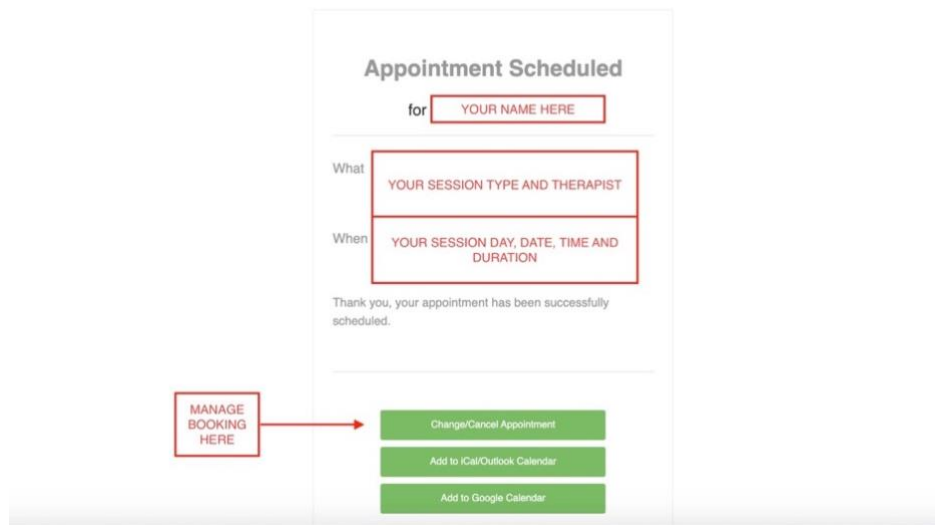 Appointment Scheduled
for YOUR NAME HERE
What
YOUR SESSION TYPE AND THERAPIST
When
YOUR SESSION DAY, DATE, TIME AND
DURATION
Thank you, your appointment has been successfully
scheduled.
MANAGE
BOOKING
HERE
Change/Cancel Appointment
Add to iCal/Outlook Calendar
Add to Google Calendar